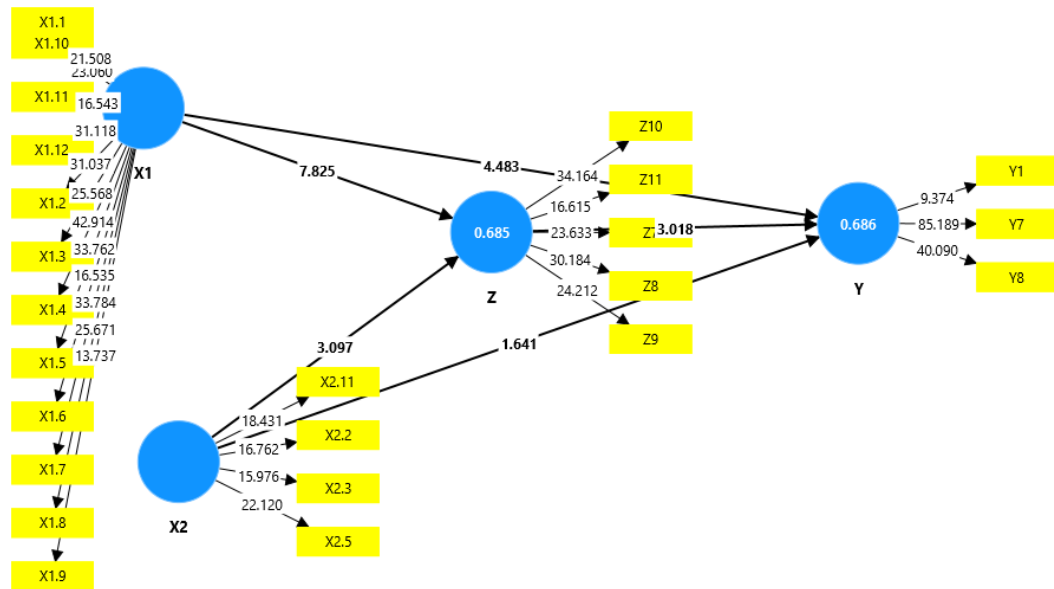 X1.1
X1.10
21.508
23.060
X1.11
16.543
31.118
X1.12
31.037
X1
25.568
X1.2
42.914
33.762
X1.3
16.535
33.784
X1.4
25.671
13.737
X1.5
X1.6
X1.7
X1.8
X1.9
7.825
4.483
3.097
1.641
3.018
X2
18.431
16.762
15.976
22.120
X2.11
X2.2
X2.3
X2.5
0.685
Z
34.164
16.615
23.633
30.184
24.212
Z10
Z11
Z7
Z8
Z9
0.686
Y
9.374
85.189
40.090
Y1
Y7
Y8